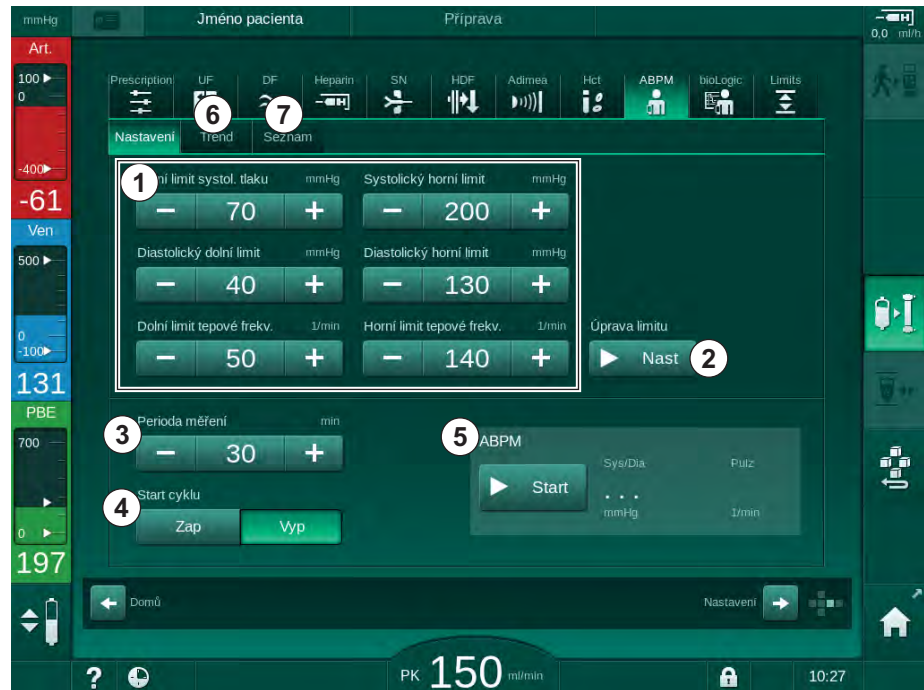 mmHg Jméno pacienta Příprava 0,0 ml/h
Art.
100
0
-400
-61
Ven
500
0
-100
131
PBE
700
0
197
Prescription UF DF Heparin SN HDF Adimea Hct ABPM bioLogic Limits
6 7
Nastavení Trend Seznam
1 limit systol. tlaku mmHg Systolický horní limit mmHg
− 70 + − 200 +
Diastolický dolní limit mmHg Diastolický horní limit mmHg
− 40 + − 130 +
Dolní limit tepové frekv. 1/min Horní limit tepové frekv. 1/min Úprava limitu
− 50 + − 140 + Nast 2
3 Perioda měření min
− 30 +
4 Start cyklu
Zap Vyp
5 ABPM
Sys/Dia Pulz
Start . . .
mmHg 1/min
Domů Nastavení
? PK 150 ml/min 10:27